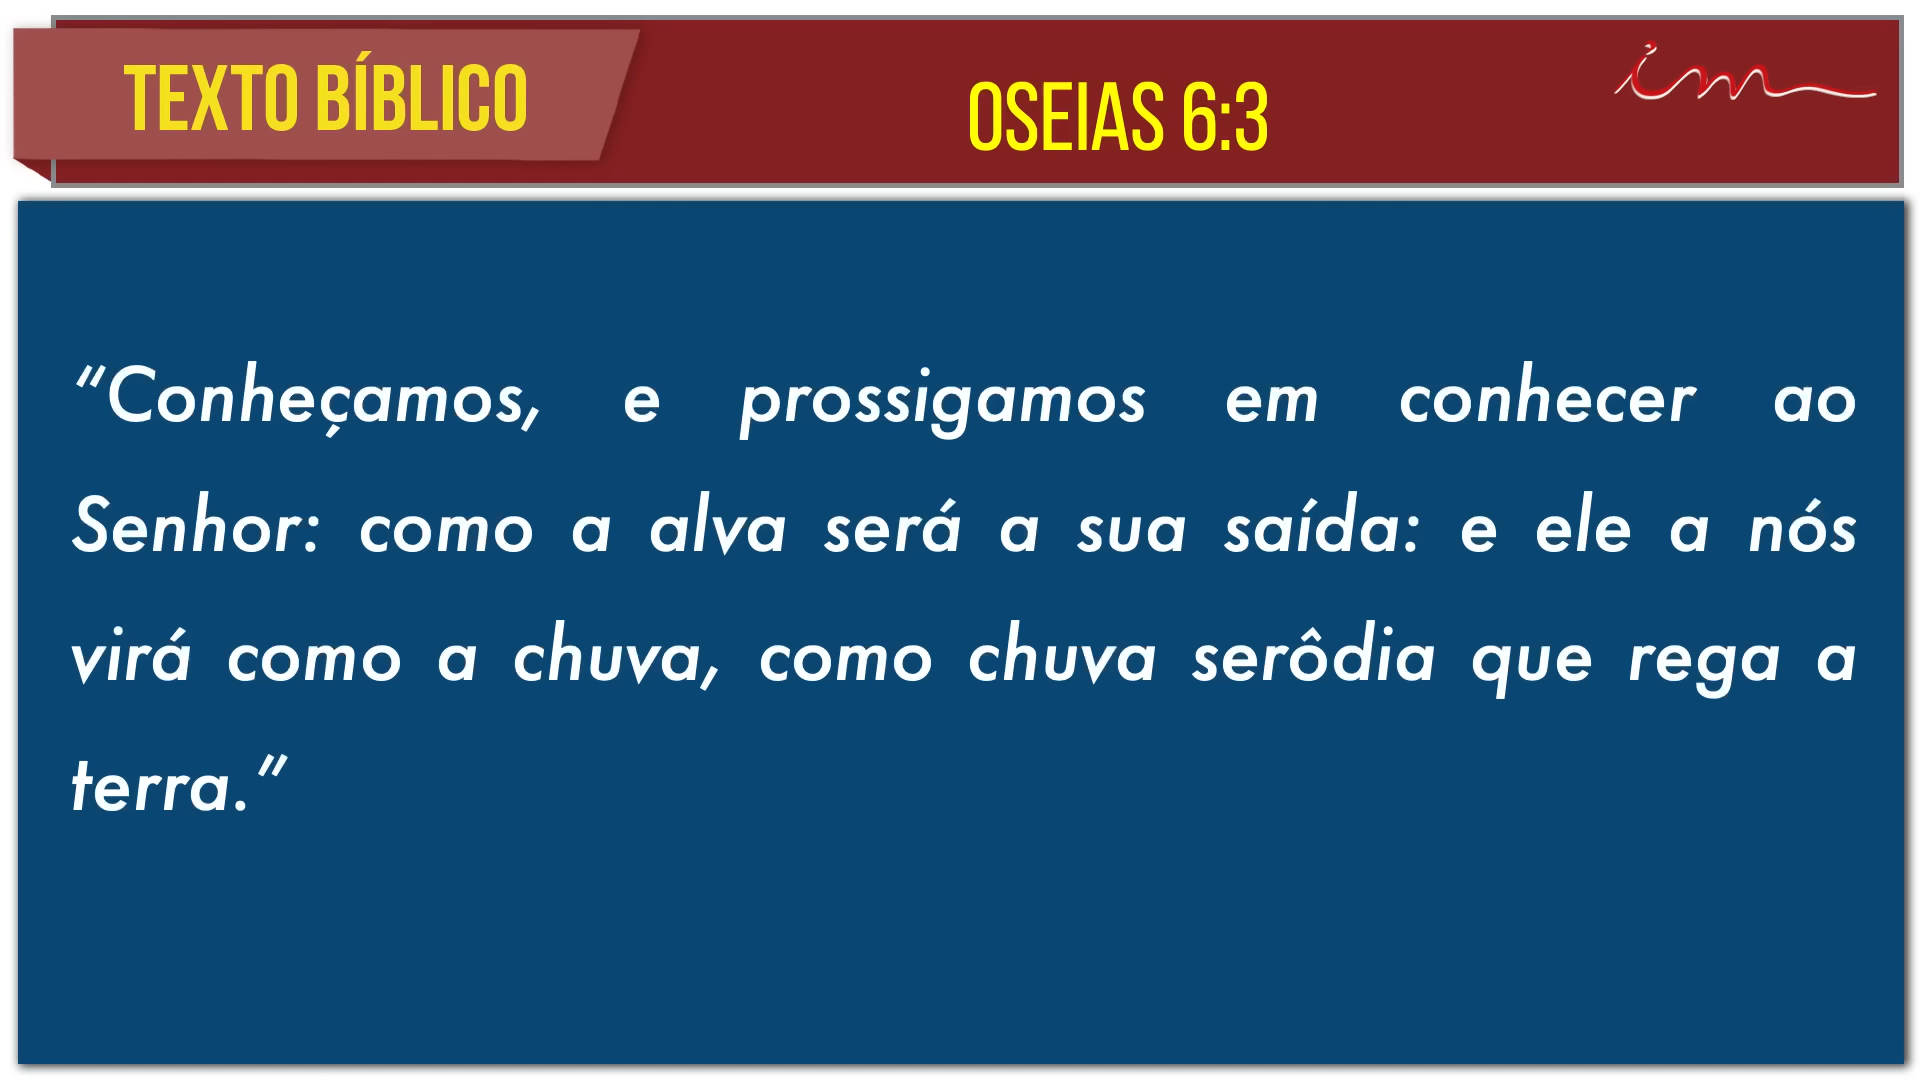 TEXTO BÍBLICO
OSEIAS 6:3
im
“Conheçamos, e prossigamos em conhecer ao
Senhor: como a alva será a sua saída: e ele a nós
virá como a chuva, como chuva serôdia que rega a
terra.”